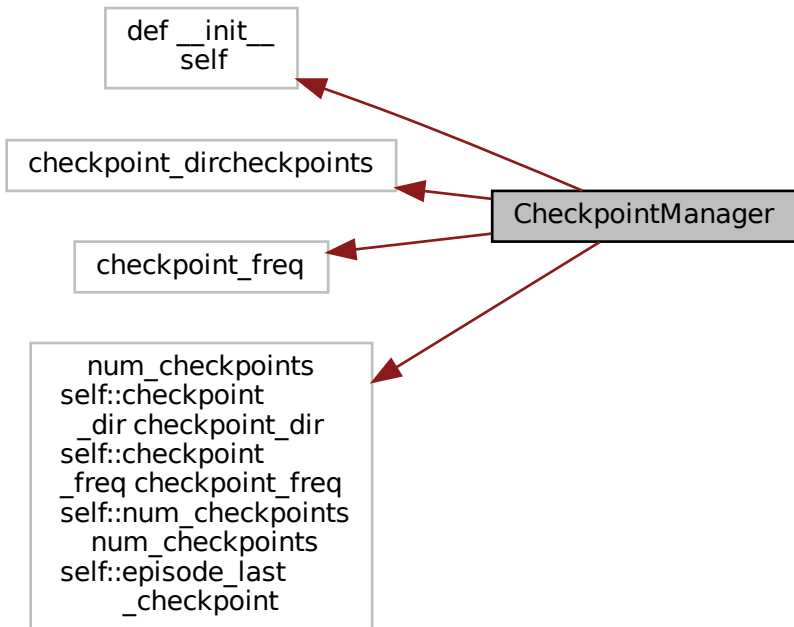 def __init__
self
checkpoint_dircheckpoints
CheckpointManager
checkpoint_freq
num_checkpoints
self::checkpoint
_dir checkpoint_dir
self::checkpoint
_freq checkpoint_freq
self::num_checkpoints
num_checkpoints
self::episode_last
_checkpoint